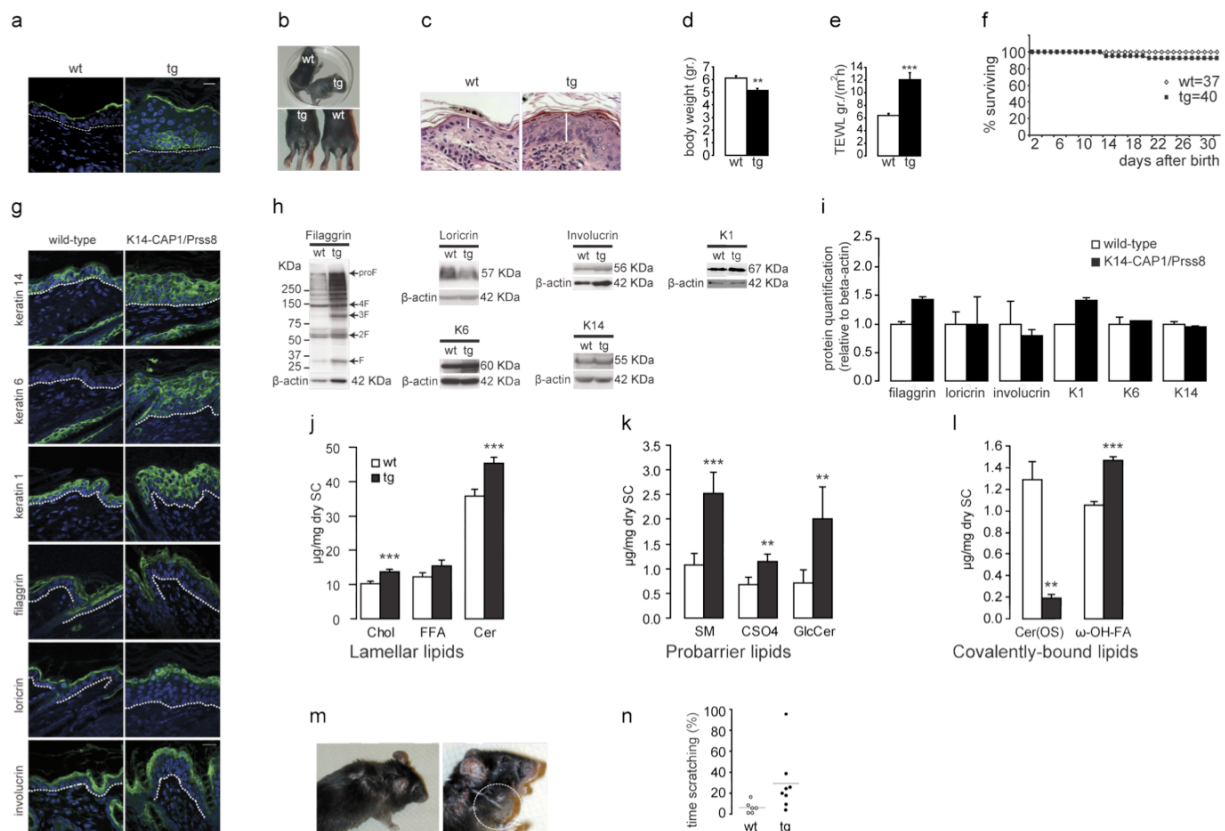 a
wt tg
b
wt
tg
tg wt
c
wt tg
d
body weight (gr.)
7
6
5
4
3
2
1
0
**
wt tg
e
TEWL gr./(m²h)
14
12
10
8
6
4
2
0
***
wt tg
f
% surviving
100
80
60
40
20
0
wt=37
tg=40
2 6 10 14 18 22 26 30
days after birth
g
wild-type K14-CAP1/Prss8
keratin 14
keratin 6
keratin 1
filaggrin
loricrin
involucrin
h
Filaggrin
wt tg
KDa
250
150
75
50
37
25
proF
4F
3F
2F
F
β-actin 42 KDa
Loricrin
wt tg
57 KDa
β-actin 42 KDa
Involucrin
wt tg
56 KDa
β-actin 42 KDa
K1
wt tg
67 KDa
β-actin 42 KDa
K6
wt tg
60 KDa
β-actin 42 KDa
K14
wt tg
55 KDa
β-actin 42 KDa
i
protein quantification
(relative to beta-actin)
2.0
1.5
1.0
0.5
0.0
wild-type
K14-CAP1/Prss8
filaggrin loricrin involucrin K1 K6 K14
j
µg/mg dry SC
50
40
30
20
10
0
wt
tg
***
***
Chol FFA Cer
Lamellar lipids
k
µg/mg dry SC
3.5
3.0
2.5
2.0
1.5
1.0
0.5
0.0
***
**
**
SM CSO4 GlcCer
Probarrier lipids
l
µg/mg dry SC
1.6
1.4
1.2
1.0
0.8
0.6
0.4
0.2
0.0
**
***
Cer(OS) ω-OH-FA
Covalently-bound lipids
m
n
time scratching (%)
100
80
60
40
20
0
wt tg